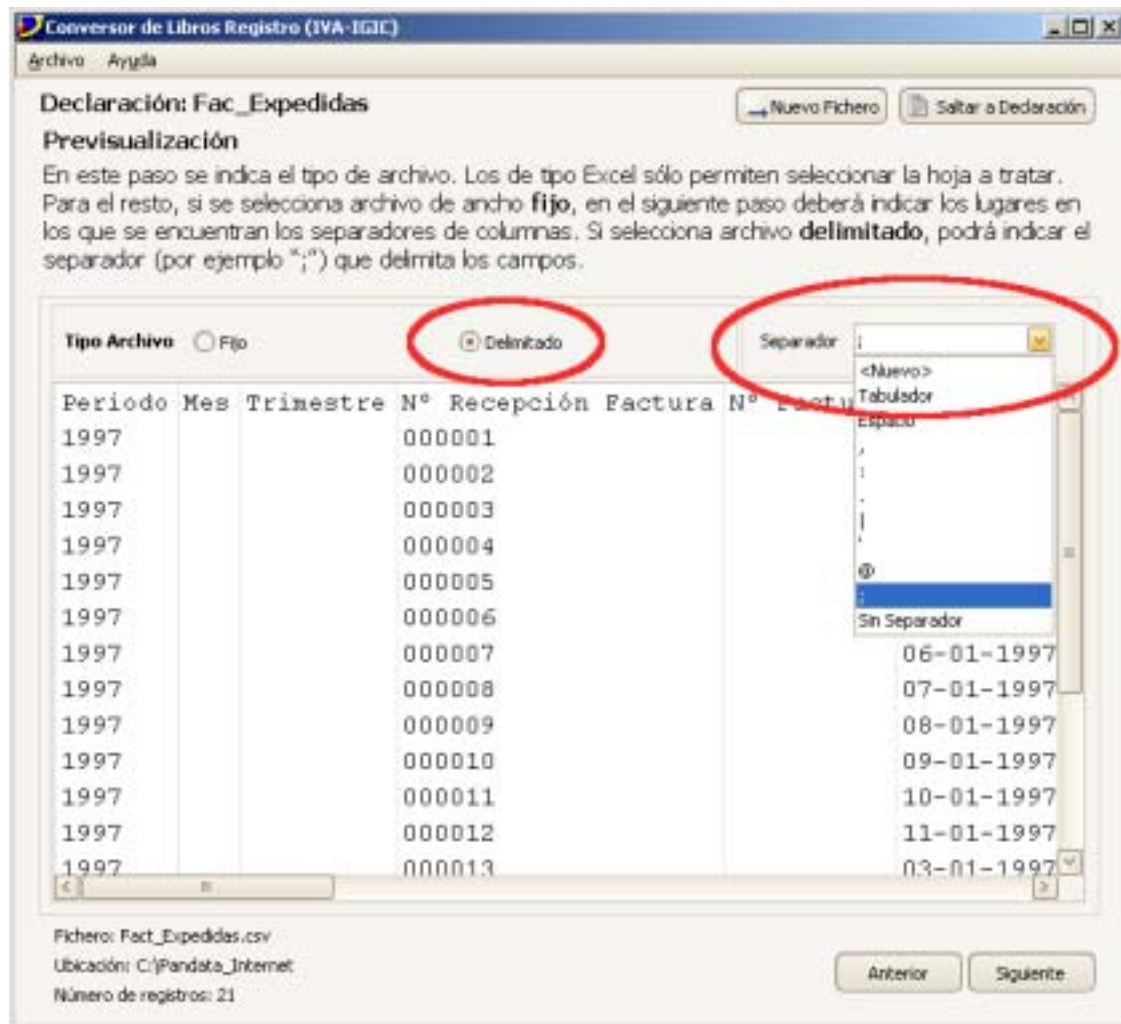 Conversor de Libros Registro (IVA-IGIC)
Archivo Ayuda
Declaración: Fac_Expedidas
Nuevo Fichero
Saltar a Declaración
Previsualización
En este paso se indica el tipo de archivo. Los de tipo Excel sólo permiten seleccionar la hoja a tratar.
Para el resto, si se selecciona archivo de ancho fijo, en el siguiente paso deberá indicar los lugares en
los que se encuentran los separadores de columnas. Si selecciona archivo delimitado, podrá indicar el
separador (por ejemplo ";") que delimita los campos.
Tipo Archivo Fijo Delimitado Separador ;
<Nuevo>
Tabulador
Espacio
,
:
.
|
'
@
;
Sin Separador
Periodo Mes Trimestre Nº Recepción Factura Nº Factu
1997 000001
1997 000002
1997 000003
1997 000004
1997 000005
1997 000006
1997 000007 06-01-1997
1997 000008 07-01-1997
1997 000009 08-01-1997
1997 000010 09-01-1997
1997 000011 10-01-1997
1997 000012 11-01-1997
1997 000013 03-01-1997
Fichero: Fact_Expedidas.csv
Ubicación: C:\Pandata_Internet
Número de registros: 21
Anterior
Siguiente